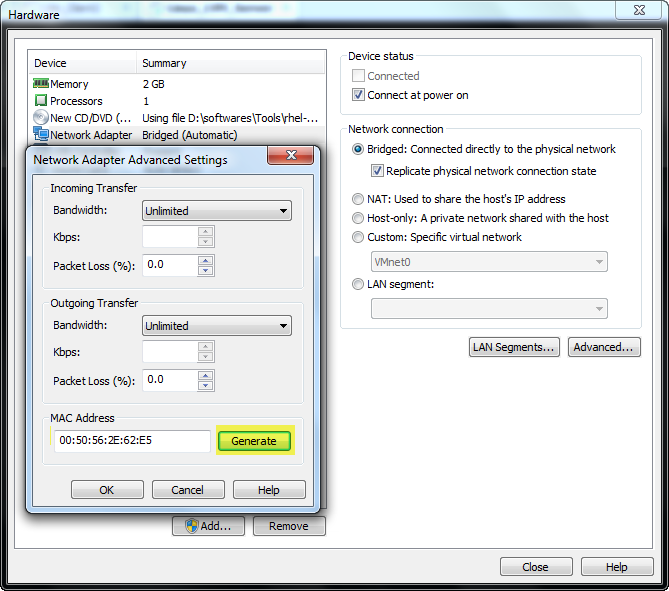 Hardware
Device Summary
Memory 2 GB
Processors 1
New CD/DVD (... Using file D:\softwares\Tools\rhel-...
Network Adapter Bridged (Automatic)
Network Adapter Advanced Settings
Incoming Transfer
Bandwidth: Unlimited
Kbps:
Packet Loss (%): 0.0
Outgoing Transfer
Bandwidth: Unlimited
Kbps:
Packet Loss (%): 0.0
MAC Address
00:50:56:2E:62:E5 Generate
OK Cancel Help
Add... Remove
Device status
Connected
Connect at power on
Network connection
Bridged: Connected directly to the physical network
Replicate physical network connection state
NAT: Used to share the host's IP address
Host-only: A private network shared with the host
Custom: Specific virtual network
VMnet0
LAN segment:
LAN Segments... Advanced...
Close Help